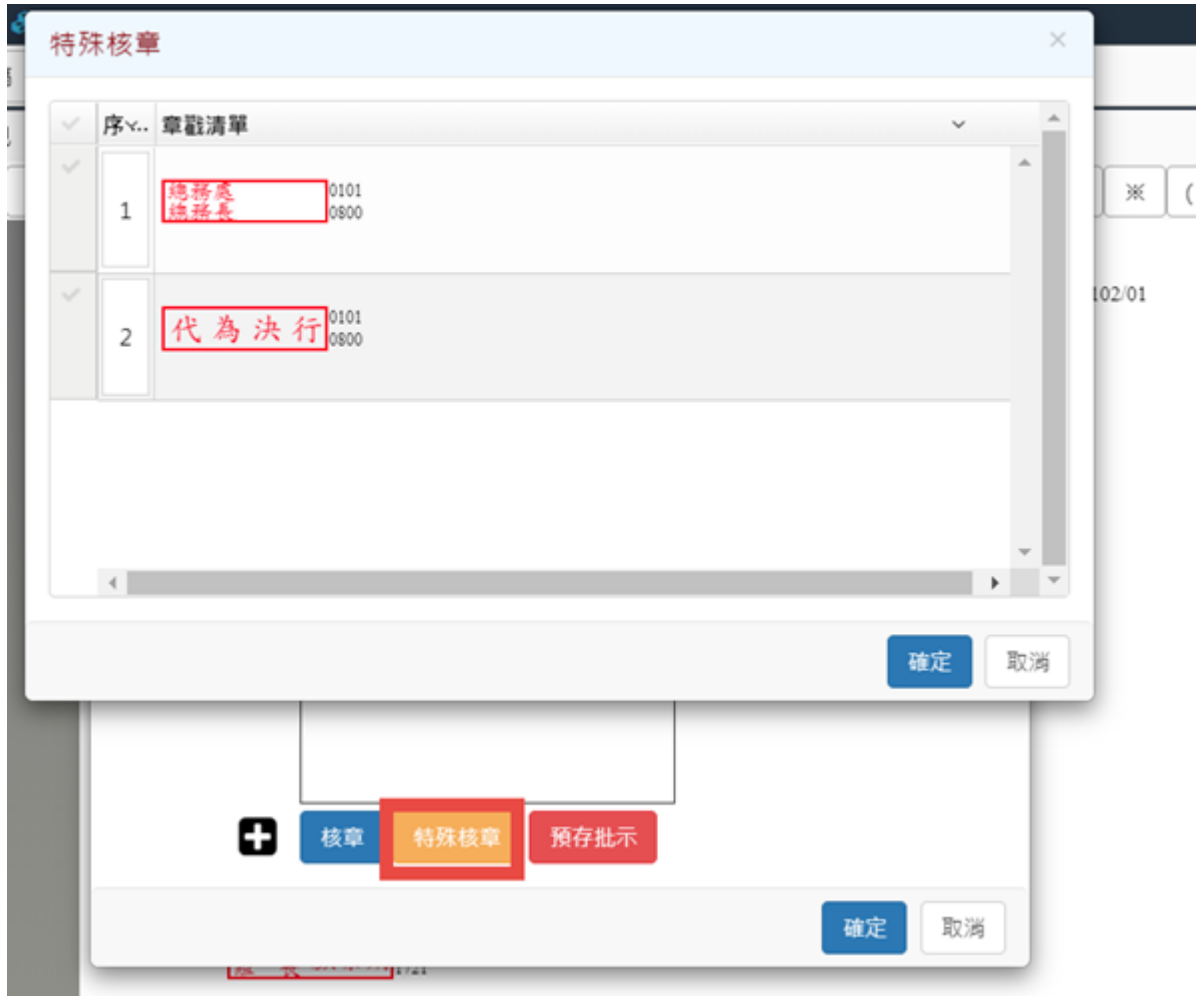 特殊核章
序 章戳清單
1
總務處 0101
總務長 0800
2
代為決行 0101
0800
※ (
102/01
確定 取消
核章 特殊核章 預存批示
確定 取消
1721